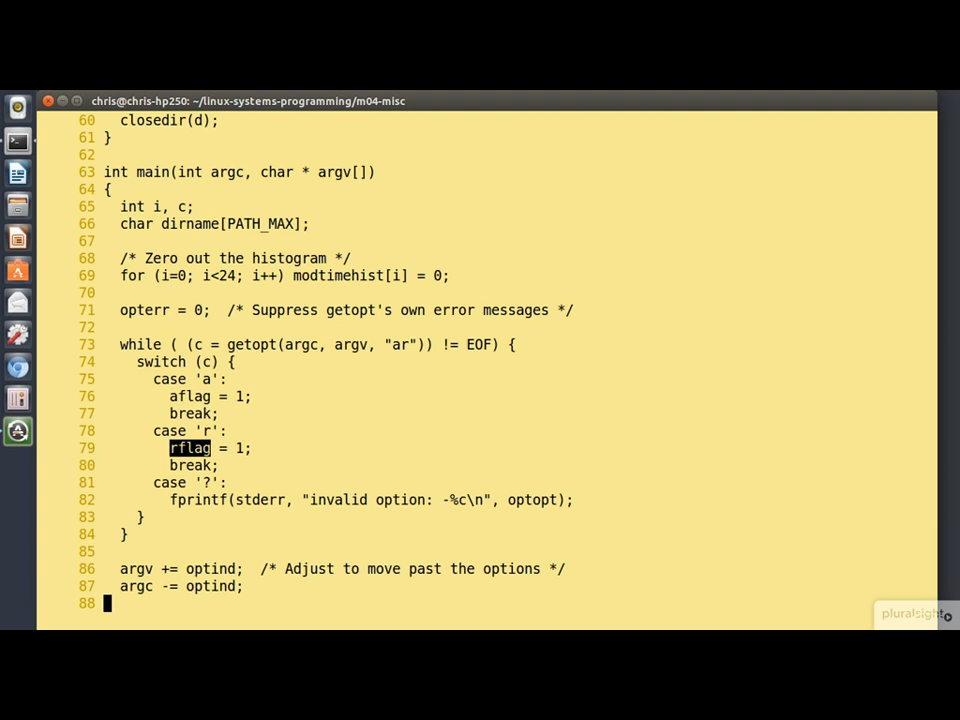 chris@chris-hp250: ~/linux-systems-programming/m04-misc
60   closedir(d);
61 }
62
63 int main(int argc, char * argv[])
64 {
65   int i, c;
66   char dirname[PATH_MAX];
67
68   /* Zero out the histogram */
69   for (i=0; i<24; i++) modtimehist[i] = 0;
70
71   opterr = 0;  /* Suppress getopt's own error messages */
72
73   while ( (c = getopt(argc, argv, "ar")) != EOF) {
74     switch (c) {
75       case 'a':
76         aflag = 1;
77         break;
78       case 'r':
79         rflag = 1;
80         break;
81       case '?':
82         fprintf(stderr, "invalid option: -%c\n", optopt);
83     }
84   }
85
86   argv += optind;  /* Adjust to move past the options */
87   argc -= optind;
88
pluralsight